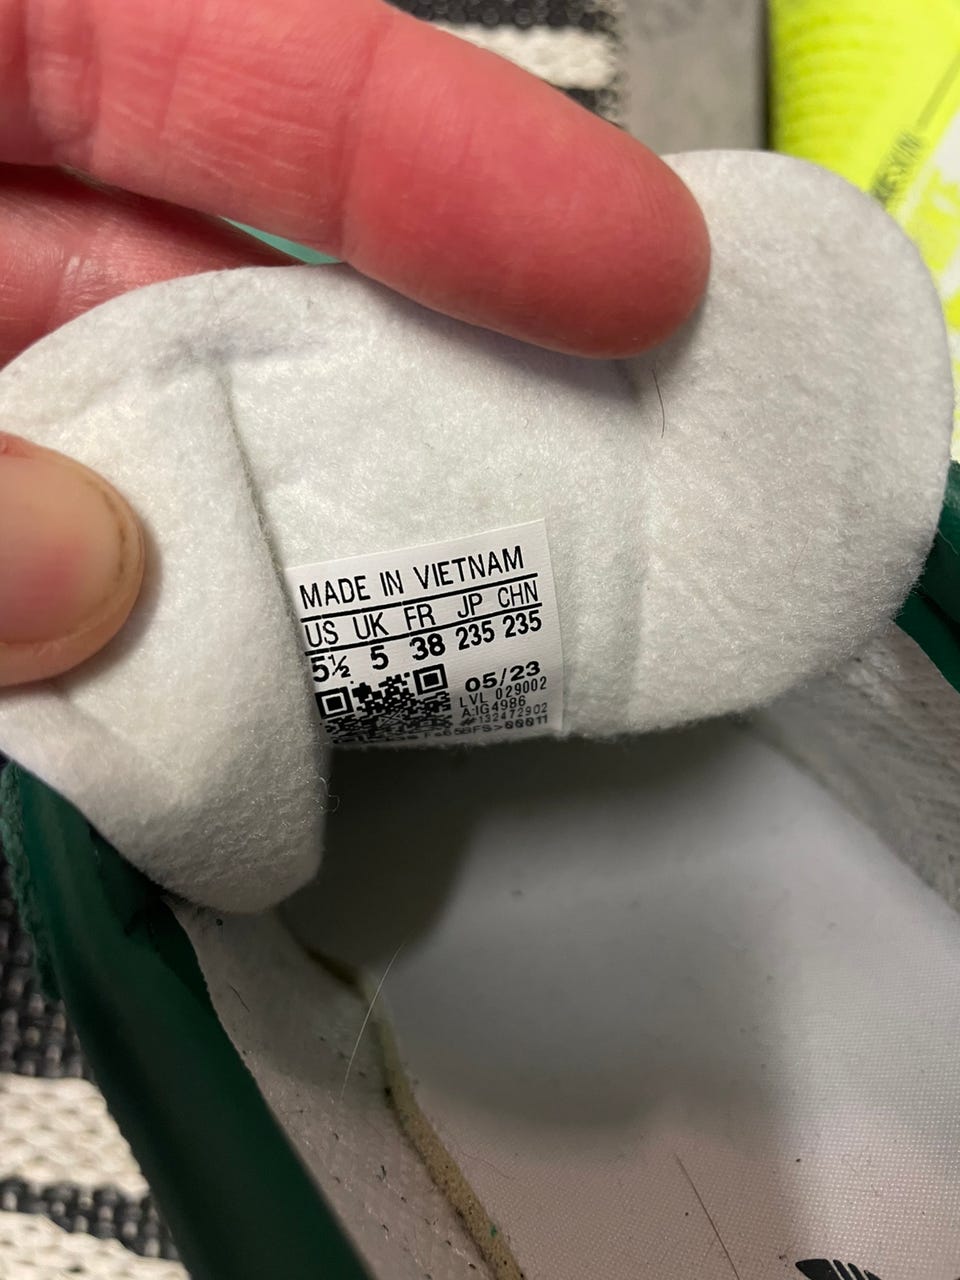 MADE IN VIETNAM
US UK FR JP CHN
5½ 5 38 235 235
05/23
LVL 029002
A:IG4986
#132472902